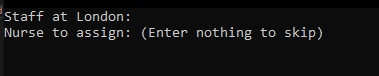 Staff at London:
Nurse to assign: (Enter nothing to skip)